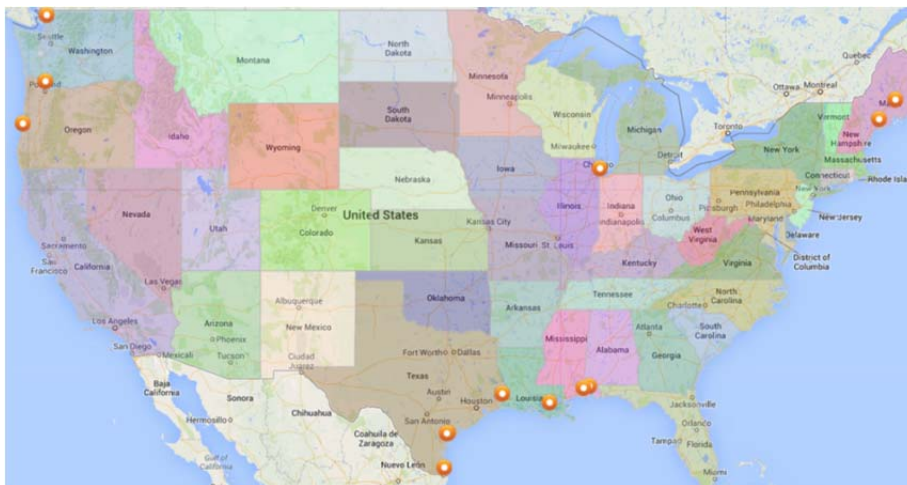 Seattle
Washington
Montana
North
Dakota
Minnesota
Minneapolis
Quebec
Ottawa
Montreal
Oregon
Idaho
South
Dakota
Wyoming
Wisconsin
Milwaukee
Michigan
Toronto
Detroit
Vermont
New
Hampshire
New York
Massachusetts
Connecticut
Rhode Islan
New York
Iowa
Nebraska
Nevada
Utah
Denver
Colorado
United States
Kansas
Kansas City
Missouri
St. Louis
Illinois
Indiana
Indianapolis
Ohio
Columbus
Pennsylvania
Pittsburgh
Philadelphia
Maryland
New Jersey
Delaware
District of
Columbia
West
Virginia
Virginia
Kentucky
Sacramento
San
Francisco
California
Las Vegas
Los Angeles
San Diego
Mexicali
Arizona
Phoenix
Tucson
Albuquerque
New Mexico
Ciudad
Juarez
Oklahoma
Arkansas
Tennessee
North
Carolina
Charlotte
South
Carolina
Atlanta
Georgia
Mississippi
Alabama
Fort Worth
Dallas
Texas
Austin
Houston
San Antonio
Louisia
Jacksonville
Orlando
Tampa
Florida
Miami
Baja
California
Sonora
Hermosillo
Gulf of
California
Chihuahua
Coahuila de
Zaragoza
Nuevo León